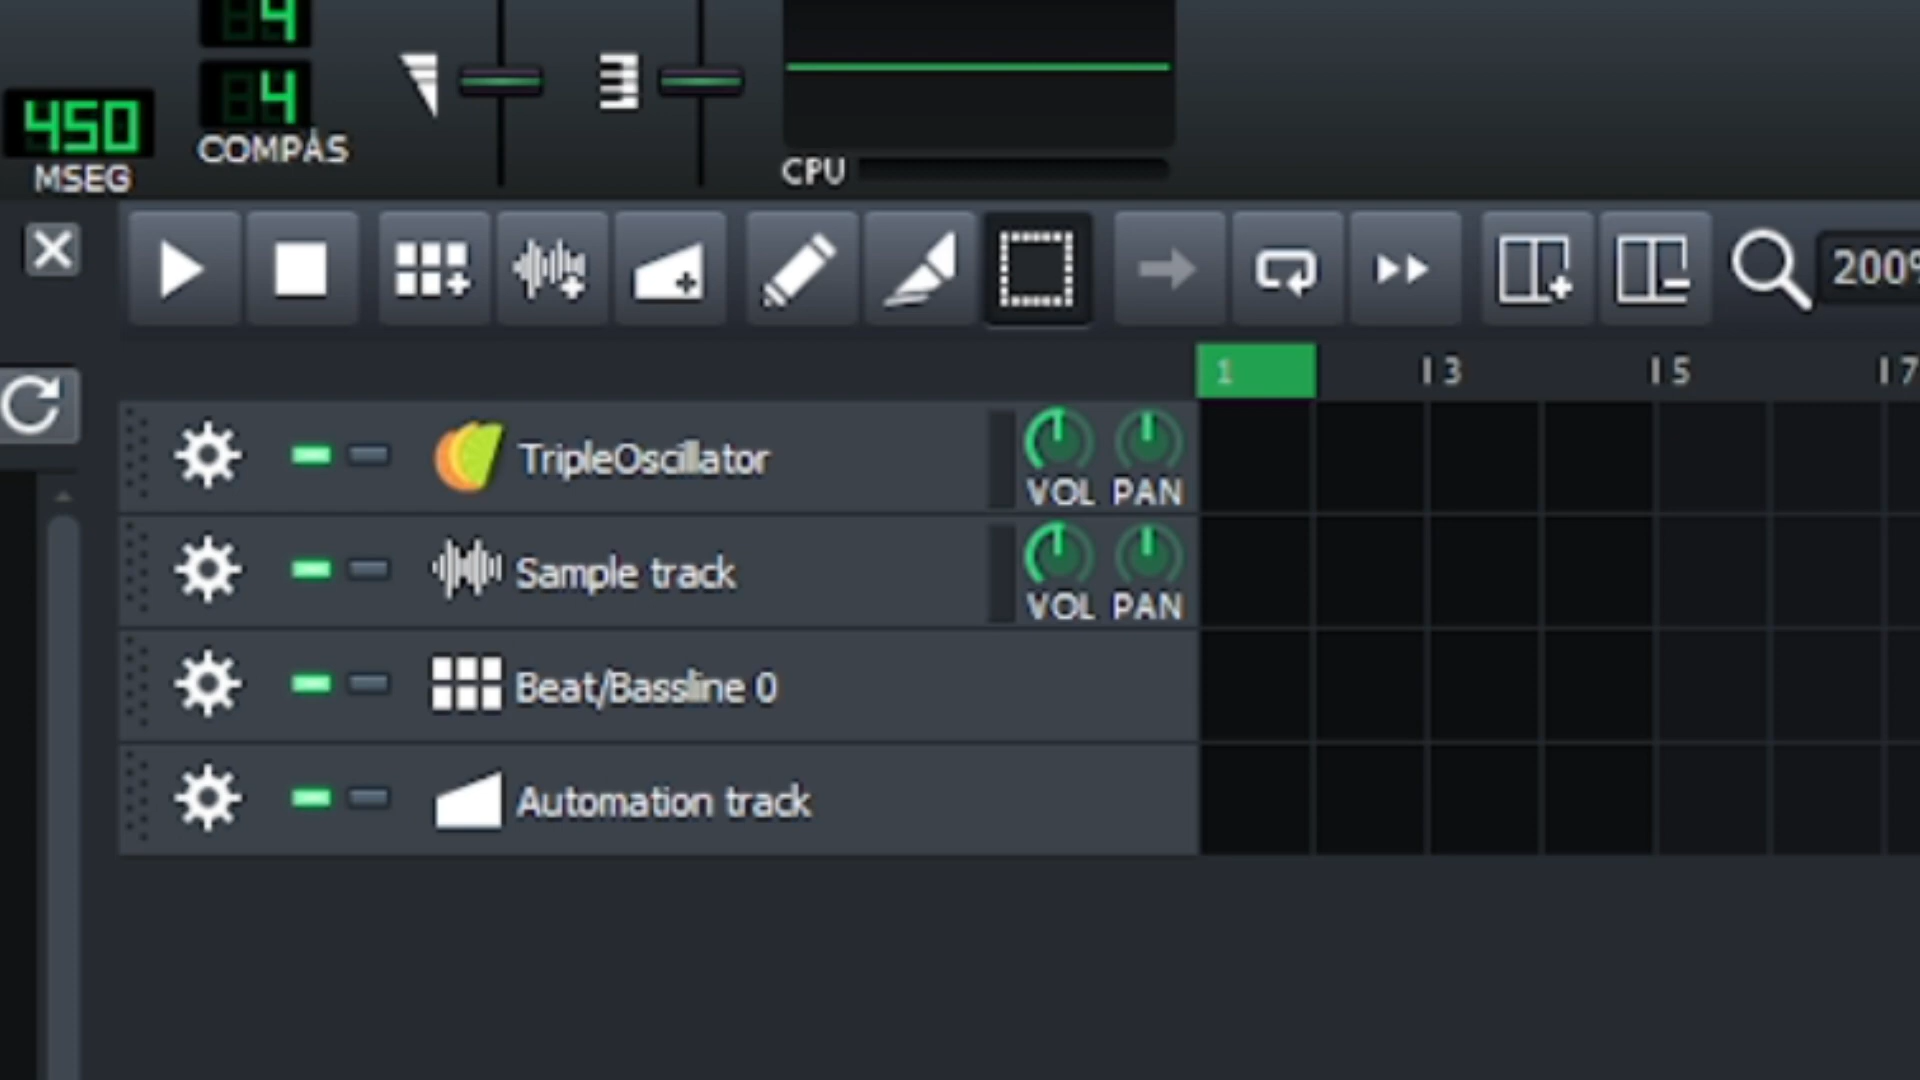 4
4
450
COMPÁS
MSEG
CPU
200%
1
3
5
7
TripleOscillator
VOL PAN
Sample track
VOL PAN
Beat/Bassline 0
Automation track